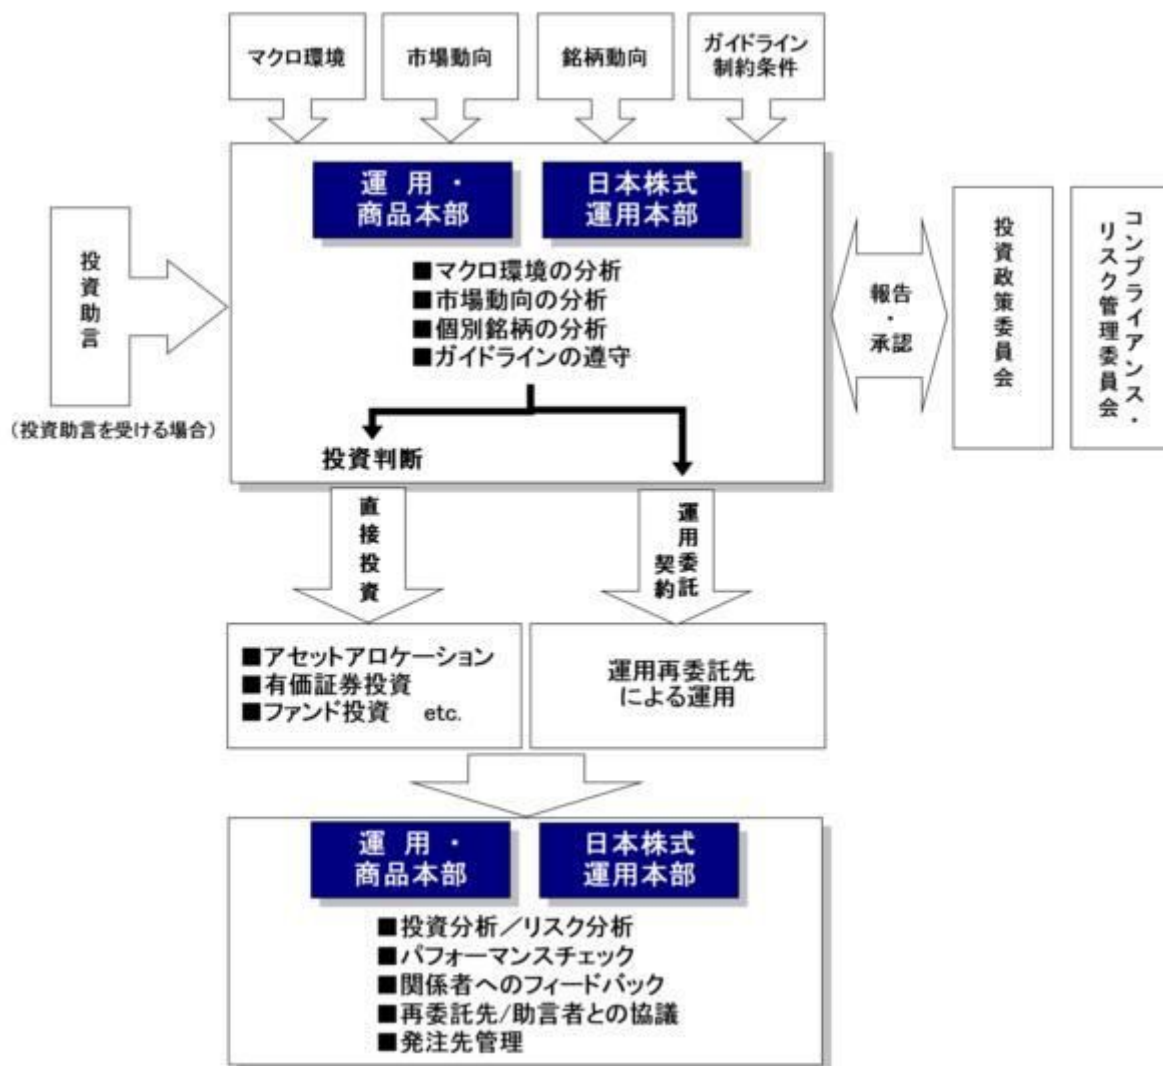 マクロ環境
市場動向
銘柄動向
ガイドライン
制約条件
運 用 ・
商品本部
日本株式
運用本部
■マクロ環境の分析
■市場動向の分析
■個別銘柄の分析
■ガイドラインの遵守
投資助言
(投資助言を受ける場合)
報告
・
承認
投資政策委員会
コンプライアンス・
リスク管理委員会
投資判断
直接投資
運用委託
契約
■アセットアロケーション
■有価証券投資
■ファンド投資 etc.
運用再委託先
による運用
運 用 ・
商品本部
日本株式
運用本部
■投資分析／リスク分析
■パフォーマンスチェック
■関係者へのフィードバック
■再委託先/助言者との協議
■発注先管理